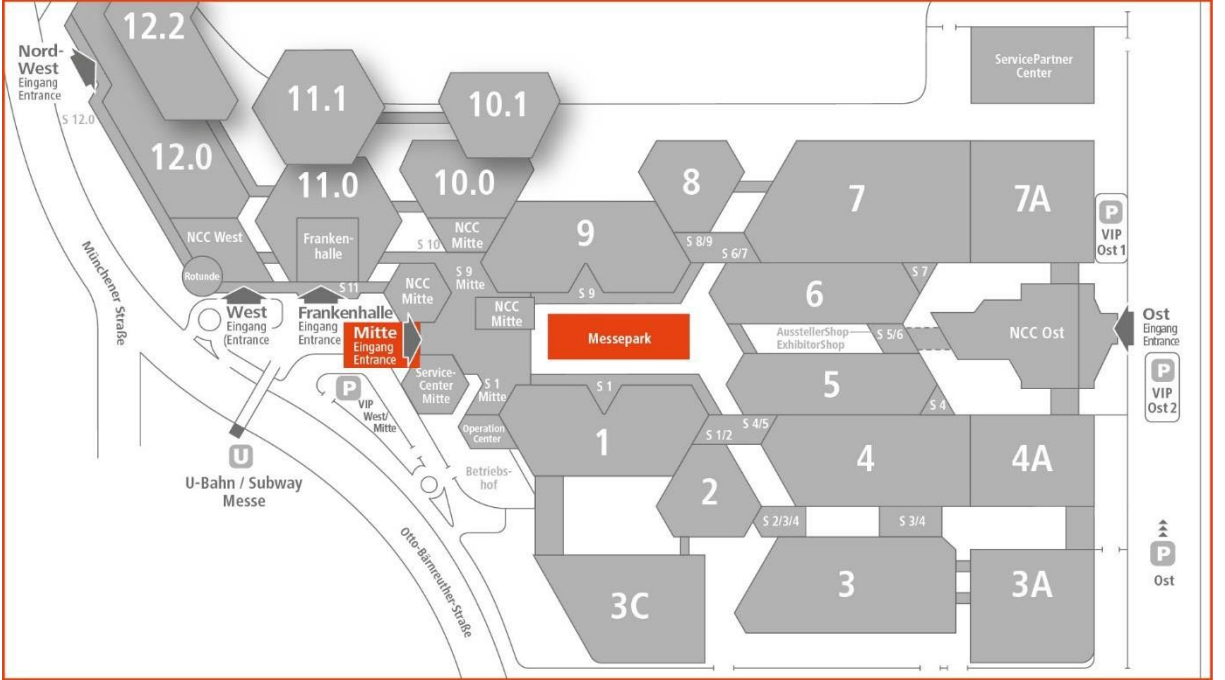 12.2
Nord-
West
Eingang
Entrance
S 12.0
12.0
11.1
11.0
10.1
10.0
NCC West
Rotunde
Franken-
halle
S 11
S 10
NCC
Mitte
S 9
Mitte
NCC
Mitte
NCC
Mitte
9
S 9
8
S 8/9
S 6/7
7
7A
ServicePartner
Center
P
VIP
Ost 1
6
S 7
AusstellerShop
ExhibitorShop
S 5/6
NCC Ost
Ost
Eingang
Entrance
P
VIP
Ost 2
5
S 4
Münchener Straße
West
Eingang
Entrance
Frankenhalle
Eingang
Entrance
Mitte
Eingang
Entrance
Messepark
Service-
Center
Mitte
P
VIP
West/
Mitte
S 1
Mitte
S 1
Operation
Center
1
S 1/2
S 4/5
4
4A
U
U-Bahn / Subway
Messe
Betriebs-
hof
2
S 2/3/4
S 3/4
Otto-Bärnreuther-Straße
3C
3
3A
P
Ost